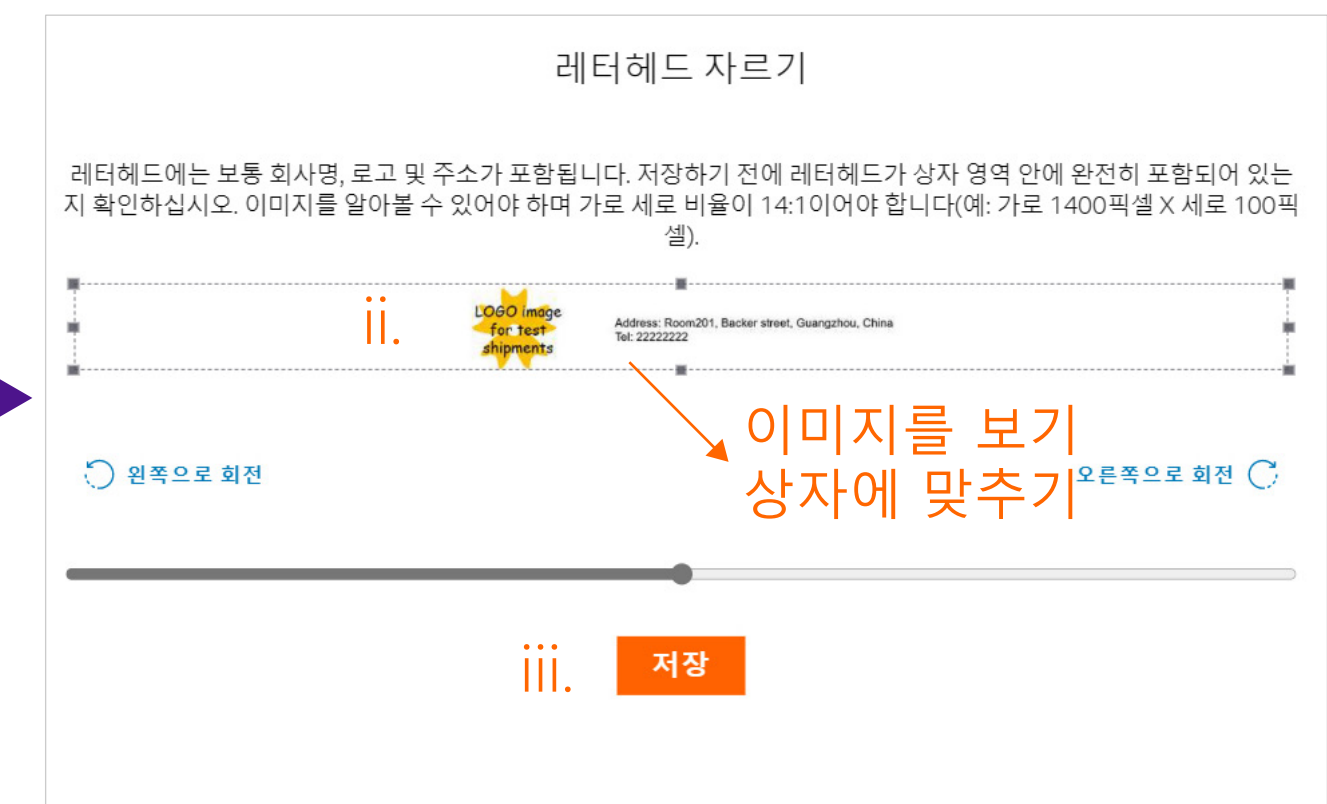 레터헤드 자르기
레터헤드에는 보통 회사명, 로고 및 주소가 포함됩니다. 저장하기 전에 레터헤드가 상자 영역 안에 완전히 포함되어 있는
지 확인하십시오. 이미지를 알아볼 수 있어야 하며 가로 세로 비율이 14:1이어야 합니다(예: 가로 1400픽셀 X 세로 100픽
셀).
ii.
LOGO image
for test
shipments
Address: Room201, Backer street, Guangzhou, China
Tel: 22222222
이미지를 보기
상자에 맞추기
왼쪽으로 회전
오른쪽으로 회전
iii.
저장